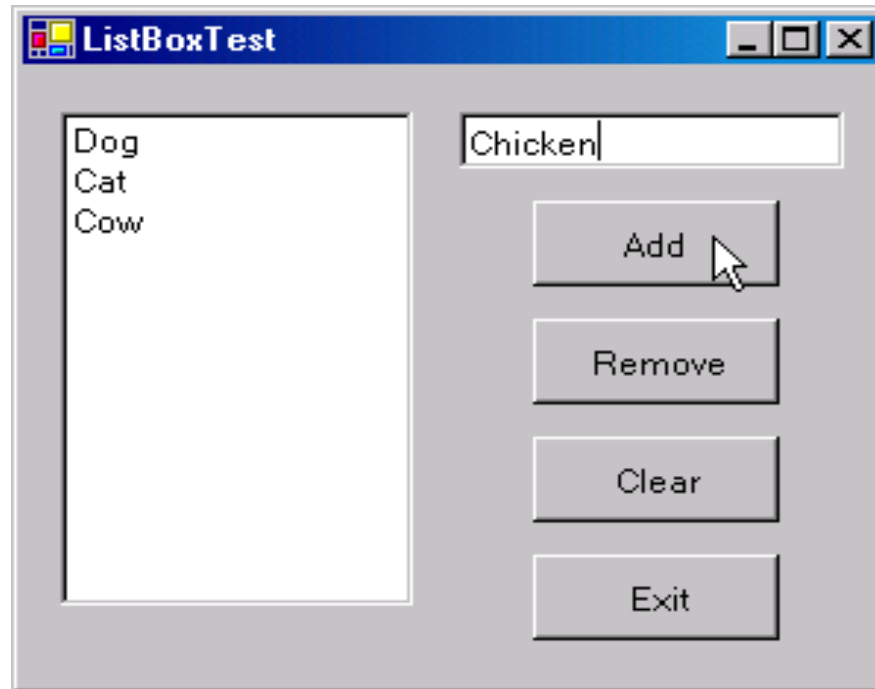 ListBoxTest
Dog
Cat
Cow
Chicken
Add
Remove
Clear
Exit